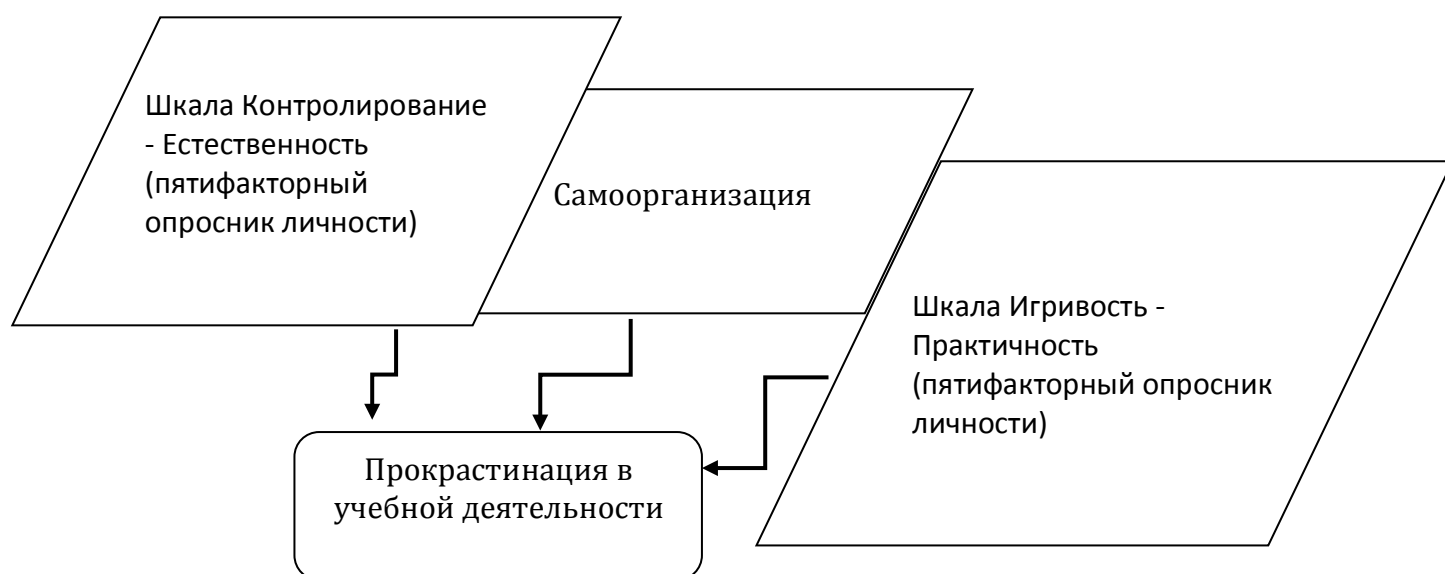 Шкала Контролирование
- Естественность
(пятифакторный
опросник личности)
Самоорганизация
Шкала Игривость -
Практичность
(пятифакторный опросник
личности)
Прокрастинация в
учебной деятельности